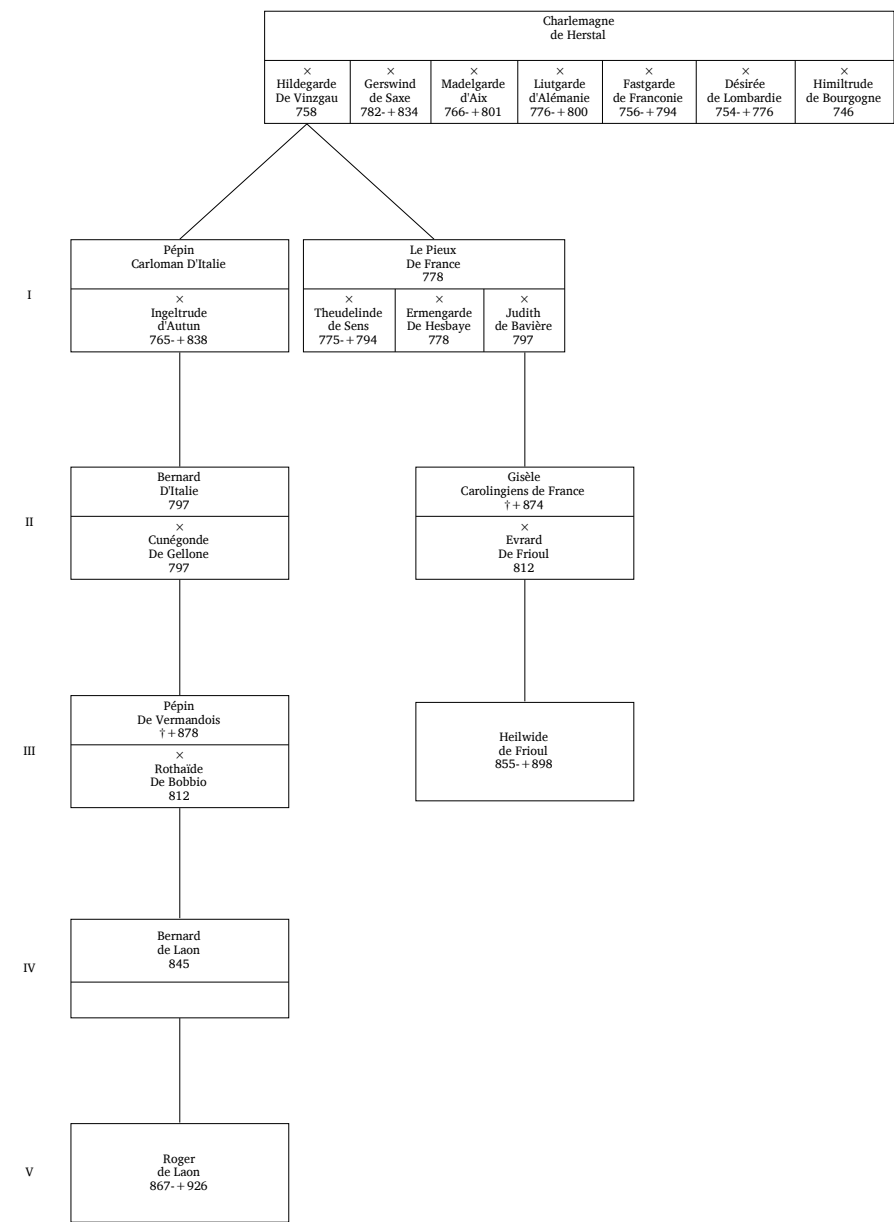 Charlemagne
de Herstal
×
Hildegarde
De Vinzgau
758
×
Gerswind
de Saxe
782-+834
×
Madelgarde
d'Aix
766-+801
×
Liutgarde
d'Alémanie
776-+800
×
Fastgarde
de Franconie
756-+794
×
Désirée
de Lombardie
754-+776
×
Himiltrude
de Bourgogne
746
I
Pépin
Carloman D'Italie
×
Ingeltrude
d'Autun
765-+838
Le Pieux
De France
778
×
Theudelinde
de Sens
775-+794
×
Ermengarde
De Hesbaye
778
×
Judith
de Bavière
797
II
Bernard
D'Italie
797
×
Cunégonde
De Gellone
797
Gisèle
Carolingiens de France
†+874
×
Evrard
De Frioul
812
III
Pépin
De Vermandois
†+878
×
Rothaïde
De Bobbio
812
Heilwide
de Frioul
855-+898
IV
Bernard
de Laon
845
V
Roger
de Laon
867-+926